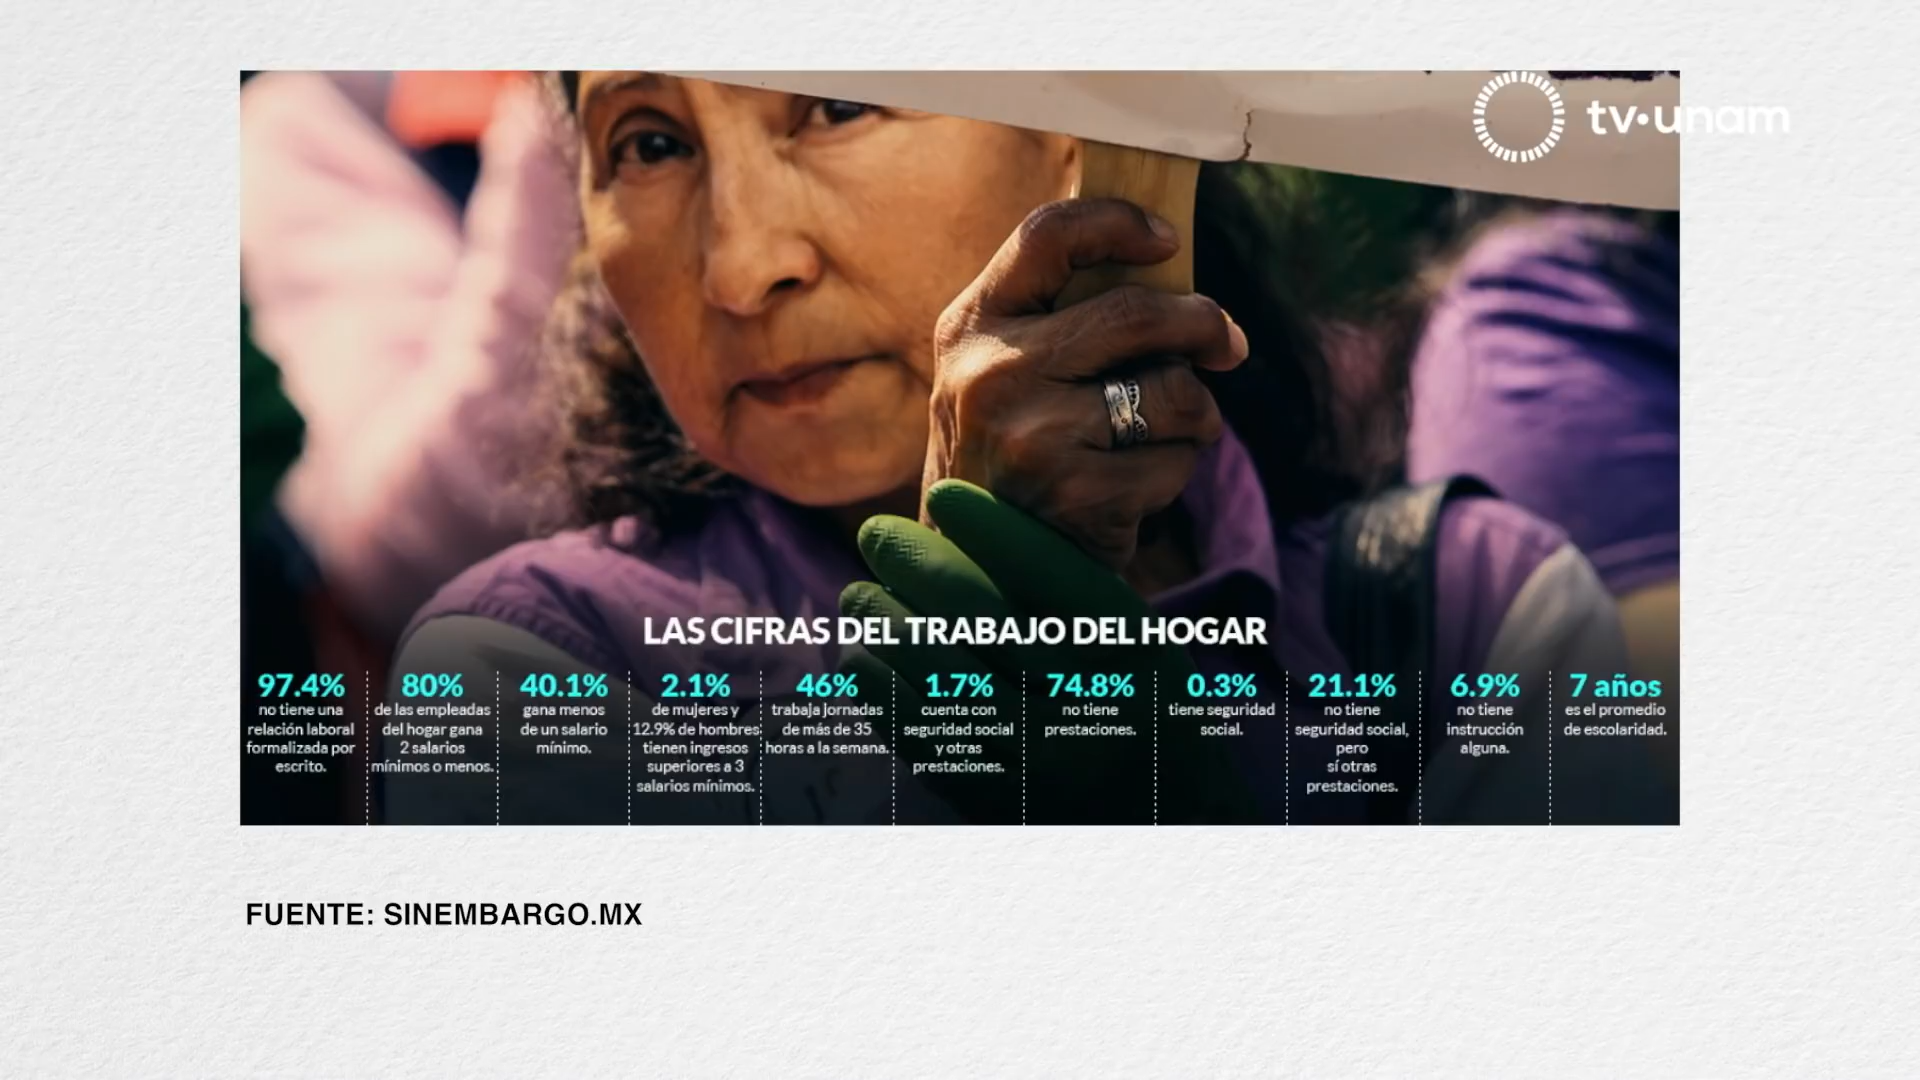 tv·unam
LAS CIFRAS DEL TRABAJO DEL HOGAR
97.4%
no tiene una
relación laboral
formalizada por
escrito.
80%
de las empleadas
del hogar gana
2 salarios
mínimos o menos.
40.1%
gana menos
de un salario
mínimo.
2.1%
de mujeres y
12.9% de hombres
tienen ingresos
superiores a 3
salarios mínimos.
46%
trabaja jornadas
de más de 35
horas a la semana.
1.7%
cuenta con
seguridad social
y otras
prestaciones.
74.8%
no tiene
prestaciones.
0.3%
tiene seguridad
social.
21.1%
no tiene
seguridad social,
pero
sí otras
prestaciones.
6.9%
no tiene
instrucción
alguna.
7 años
es el promedio
de escolaridad.
FUENTE: SINEMBARGO.MX